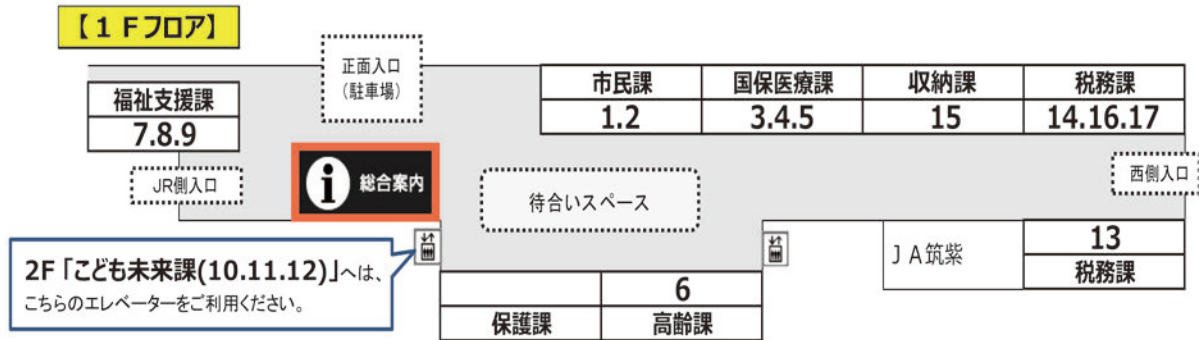 【１Ｆフロア】
正面入口
（駐車場）
福祉支援課
7.8.9
市民課 国保医療課 収納課 税務課
1.2 3.4.5 15 14.16.17
JR側入口
i 総合案内
待合いスペース
西側入口
2F「こども未来課(10.11.12)」へは、
こちらのエレベーターをご利用ください。
ＪＡ筑紫
13
税務課
6
保護課 高齢課